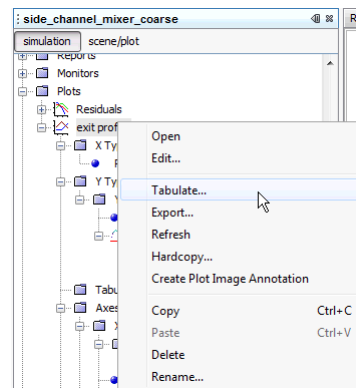 side_channel_mixer_coarse
simulation scene/plot
Reports
Monitors
Plots
Residuals
exit prof
Open
X Ty
Edit...
Y Ty
Tabulate...
Export...
Refresh
Hardcopy...
Tabu
Create Plot Image Annotation
Axes
Copy Ctrl+C
Paste Ctrl+V
Delete
Rename...